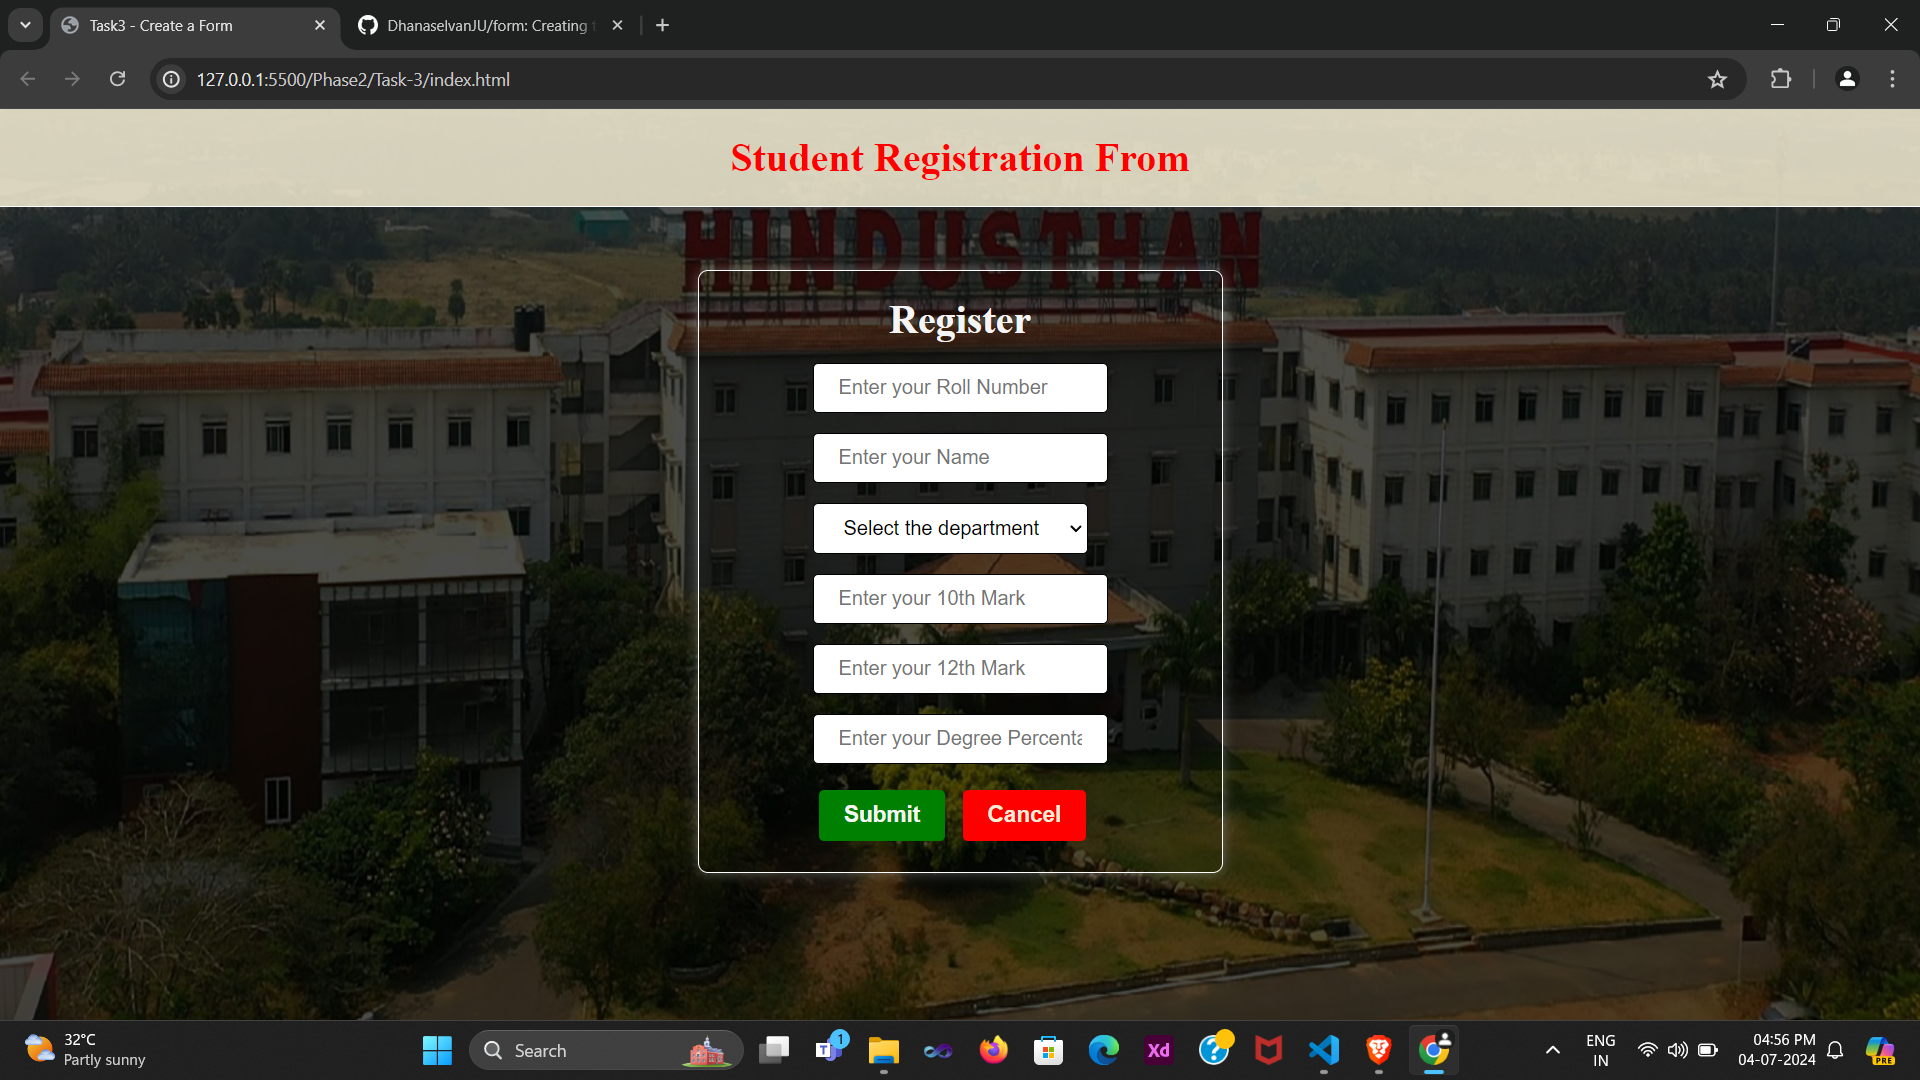 Task3 - Create a Form
DhanaselvanJU/form: Creating
127.0.0.1:5500/Phase2/Task-3/index.html
Student Registration From
HINDUSTHAN
Register
Enter your Roll Number
Enter your Name
Select the department
Enter your 10th Mark
Enter your 12th Mark
Enter your Degree Percenta
Submit
Cancel
32°C
Partly sunny
Search
1
T
Xd
?
ENG
IN
04:56 PM
04-07-2024
PRE